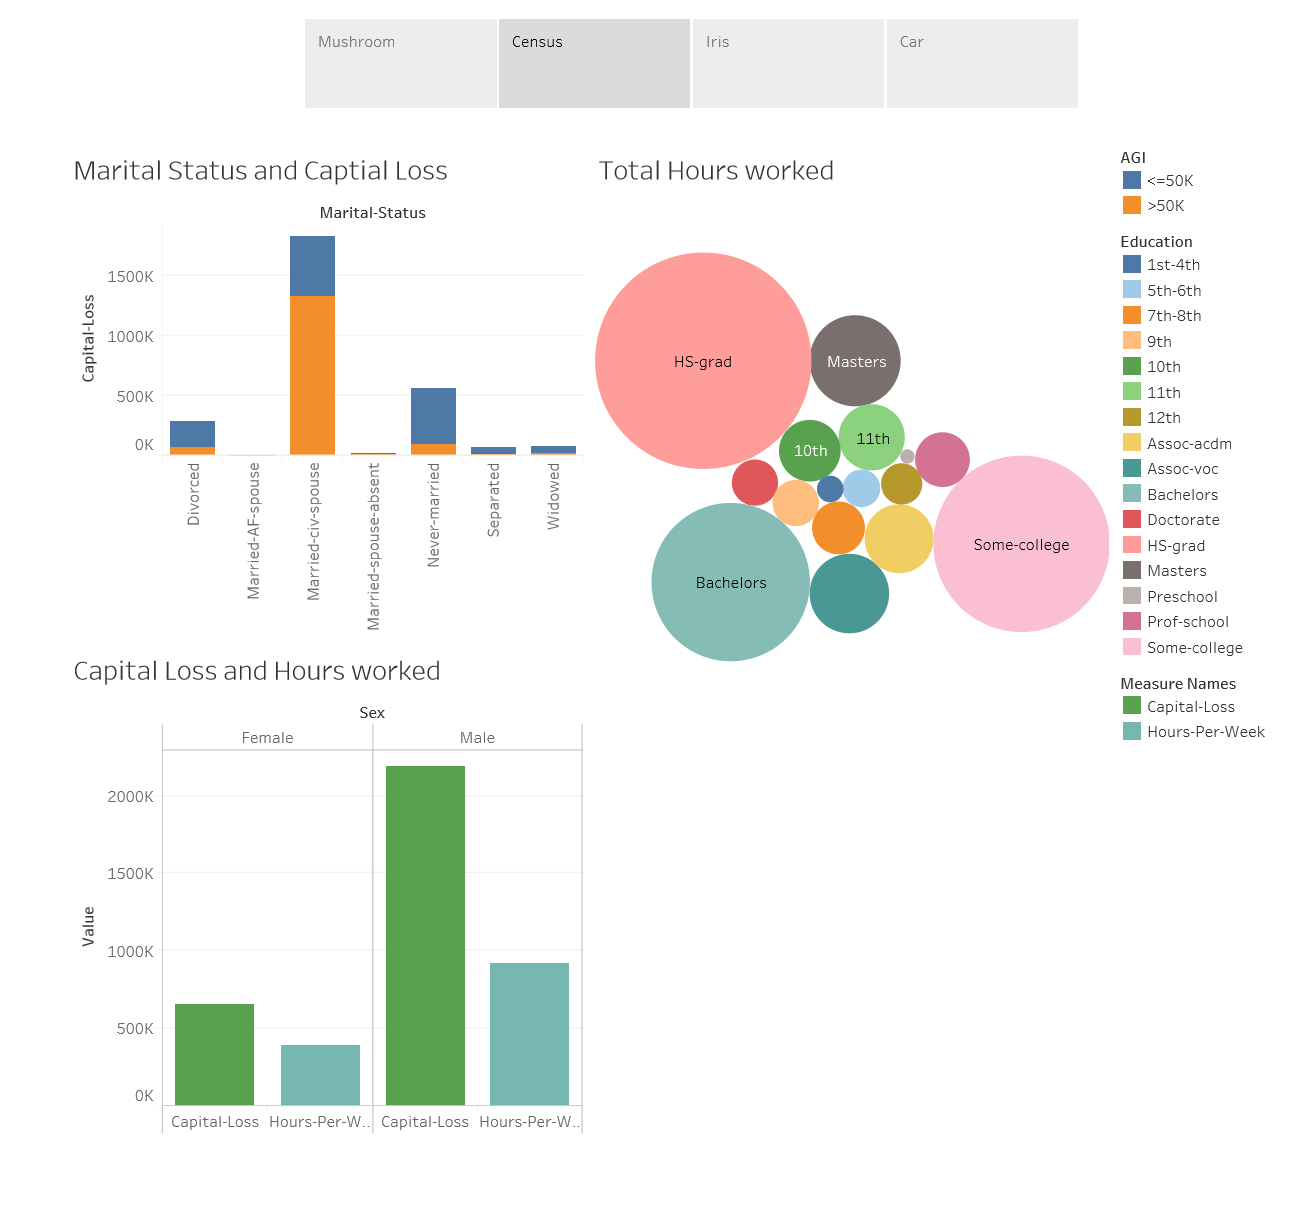 Mushroom
Census
Iris
Car
Marital Status and Captial Loss
Marital-Status
Capital-Loss
1500K
1000K
500K
0K
Divorced
Married-AF-spouse
Married-civ-spouse
Married-spouse-absent
Never-married
Separated
Widowed
Total Hours worked
HS-grad
Masters
10th
11th
Some-college
Bachelors
AGI
<=50K
>50K
Education
1st-4th
5th-6th
7th-8th
9th
10th
11th
12th
Assoc-acdm
Assoc-voc
Bachelors
Doctorate
HS-grad
Masters
Preschool
Prof-school
Some-college
Measure Names
Capital-Loss
Hours-Per-Week
Capital Loss and Hours worked
Sex
Female
Male
Value
2000K
1500K
1000K
500K
0K
Capital-Loss
Hours-Per-W..
Capital-Loss
Hours-Per-W..